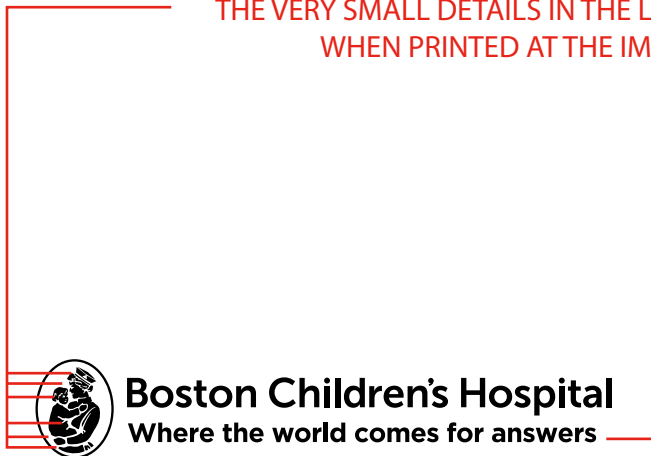 THE VERY SMALL DETAILS IN THE L
WHEN PRINTED AT THE IM
Boston Children's Hospital
Where the world comes for answers